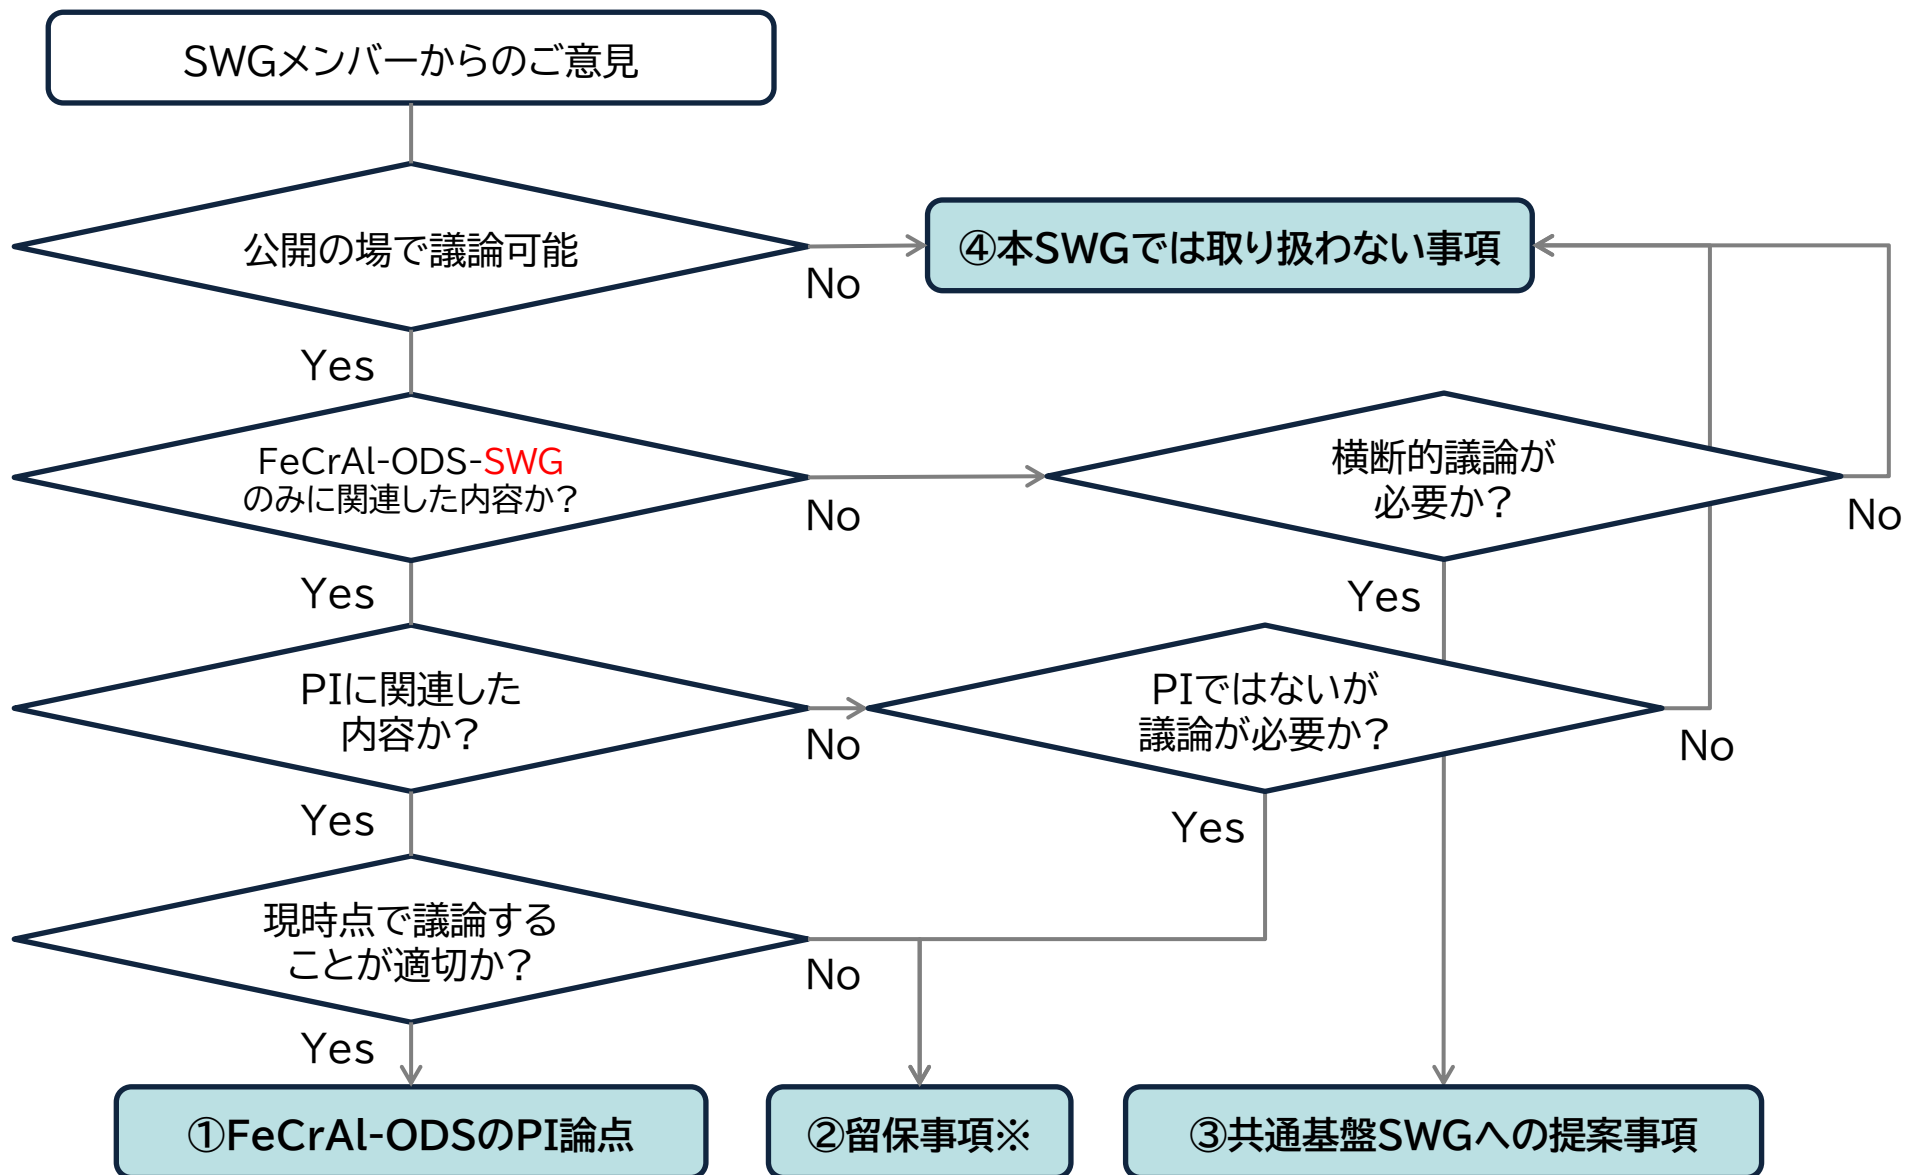 SWGメンバーからのご意見
公開の場で議論可能
No
④本SWGでは取り扱わない事項
Yes
FeCrAl-ODS-SWG
のみに関連した内容か？
No
横断的議論が
必要か？
No
Yes
Yes
PIに関連した
内容か？
No
PIではないが
議論が必要か？
No
Yes
Yes
現時点で議論する
ことが適切か？
No
Yes
①FeCrAl-ODSのPI論点
②留保事項※
③共通基盤SWGへの提案事項